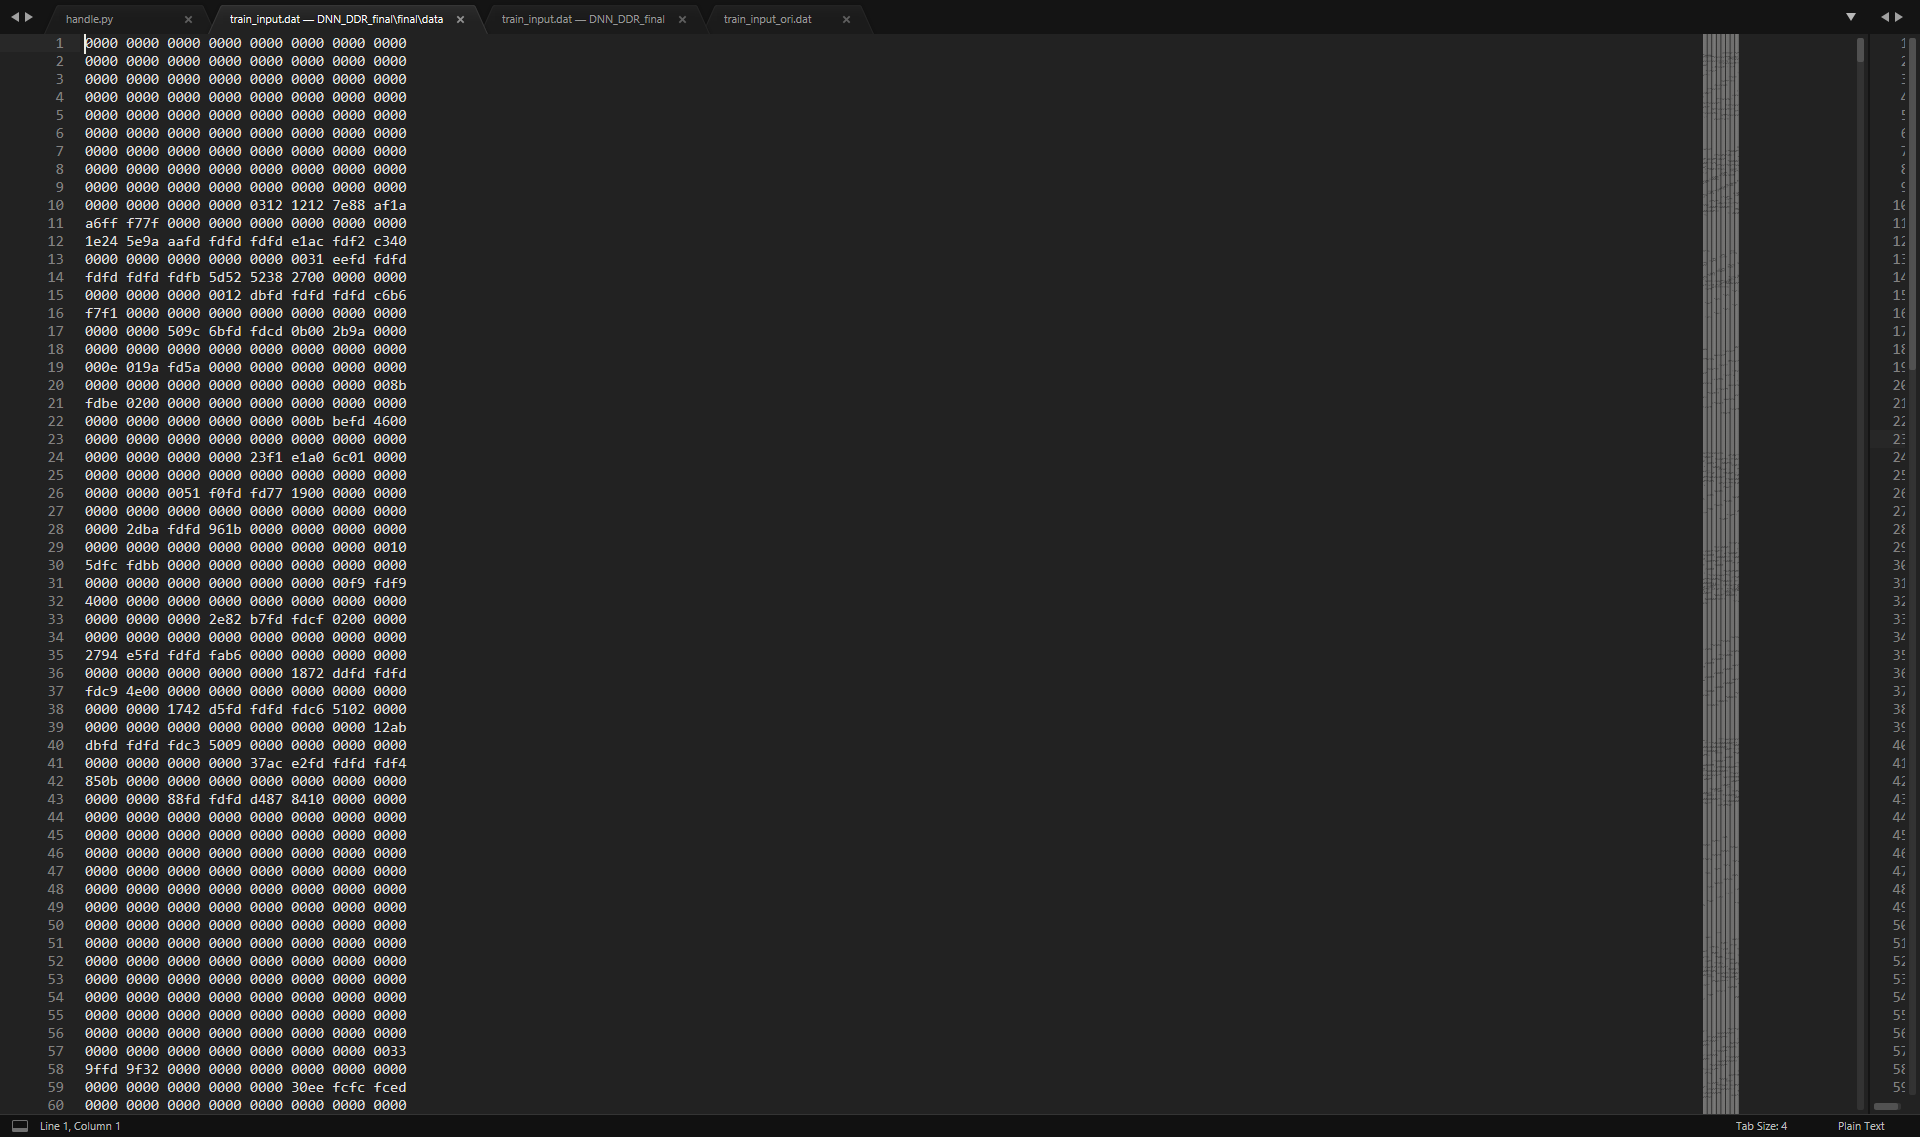 handle.py × train_input.dat — DNN_DDR_final\final\data × train_input.dat — DNN_DDR_final × train_input_ori.dat ×
1 0000 0000 0000 0000 0000 0000 0000 0000
2 0000 0000 0000 0000 0000 0000 0000 0000
3 0000 0000 0000 0000 0000 0000 0000 0000
4 0000 0000 0000 0000 0000 0000 0000 0000
5 0000 0000 0000 0000 0000 0000 0000 0000
6 0000 0000 0000 0000 0000 0000 0000 0000
7 0000 0000 0000 0000 0000 0000 0000 0000
8 0000 0000 0000 0000 0000 0000 0000 0000
9 0000 0000 0000 0000 0000 0000 0000 0000
10 0000 0000 0000 0000 0312 1212 7e88 af1a
11 a6ff f77f 0000 0000 0000 0000 0000 0000
12 1e24 5e9a aafd fdfd fdfd e1ac fdf2 c340
13 0000 0000 0000 0000 0000 0031 eefd fdfd
14 fdfd fdfd fdfb 5d52 5238 2700 0000 0000
15 0000 0000 0000 0012 dbfd fdfd fdfd c6b6
16 f7f1 0000 0000 0000 0000 0000 0000 0000
17 0000 0000 509c 6bfd fdcd 0b00 2b9a 0000
18 0000 0000 0000 0000 0000 0000 0000 0000
19 000e 019a fd5a 0000 0000 0000 0000 0000
20 0000 0000 0000 0000 0000 0000 0000 008b
21 fdbe 0200 0000 0000 0000 0000 0000 0000
22 0000 0000 0000 0000 0000 000b befd 4600
23 0000 0000 0000 0000 0000 0000 0000 0000
24 0000 0000 0000 0000 23f1 e1a0 6c01 0000
25 0000 0000 0000 0000 0000 0000 0000 0000
26 0000 0000 0051 f0fd fd77 1900 0000 0000
27 0000 0000 0000 0000 0000 0000 0000 0000
28 0000 2dba fdfd 961b 0000 0000 0000 0000
29 0000 0000 0000 0000 0000 0000 0000 0010
30 5dfc fdbb 0000 0000 0000 0000 0000 0000
31 0000 0000 0000 0000 0000 0000 00f9 fdf9
32 4000 0000 0000 0000 0000 0000 0000 0000
33 0000 0000 0000 2e82 b7fd fdcf 0200 0000
34 0000 0000 0000 0000 0000 0000 0000 0000
35 2794 e5fd fdfd fab6 0000 0000 0000 0000
36 0000 0000 0000 0000 0000 1872 ddfd fdfd
37 fdc9 4e00 0000 0000 0000 0000 0000 0000
38 0000 0000 1742 d5fd fdfd fdc6 5102 0000
39 0000 0000 0000 0000 0000 0000 0000 12ab
40 dbfd fdfd fdc3 5009 0000 0000 0000 0000
41 0000 0000 0000 0000 37ac e2fd fdfd fdf4
42 850b 0000 0000 0000 0000 0000 0000 0000
43 0000 0000 88fd fdfd d487 8410 0000 0000
44 0000 0000 0000 0000 0000 0000 0000 0000
45 0000 0000 0000 0000 0000 0000 0000 0000
46 0000 0000 0000 0000 0000 0000 0000 0000
47 0000 0000 0000 0000 0000 0000 0000 0000
48 0000 0000 0000 0000 0000 0000 0000 0000
49 0000 0000 0000 0000 0000 0000 0000 0000
50 0000 0000 0000 0000 0000 0000 0000 0000
51 0000 0000 0000 0000 0000 0000 0000 0000
52 0000 0000 0000 0000 0000 0000 0000 0000
53 0000 0000 0000 0000 0000 0000 0000 0000
54 0000 0000 0000 0000 0000 0000 0000 0000
55 0000 0000 0000 0000 0000 0000 0000 0000
56 0000 0000 0000 0000 0000 0000 0000 0000
57 0000 0000 0000 0000 0000 0000 0000 0033
58 9ffd 9f32 0000 0000 0000 0000 0000 0000
59 0000 0000 0000 0000 0000 30ee fcfc fced
60 0000 0000 0000 0000 0000 0000 0000 0000
Line 1, Column 1 Tab Size: 4 Plain Text